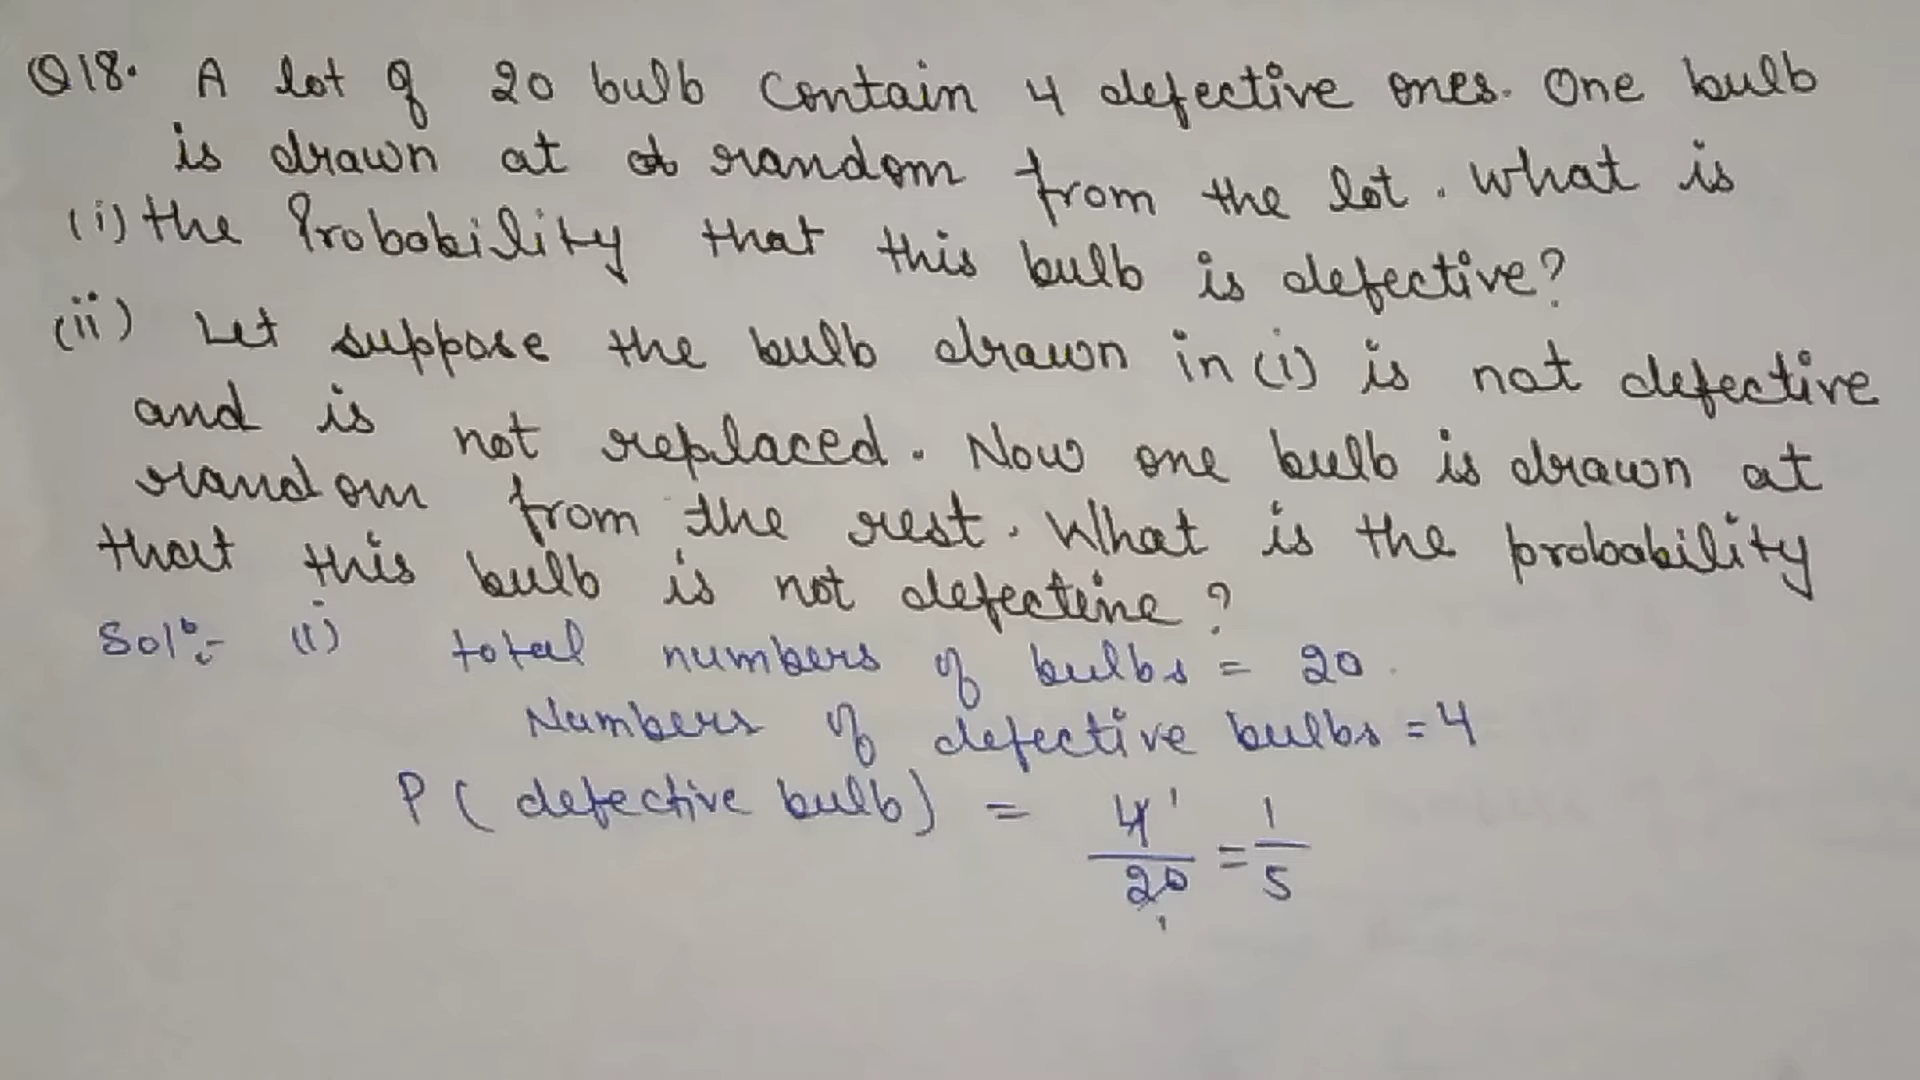 Q18. A lot of 20 bulb contain 4 defective ones. One bulb
is drawn at random from the lot. what is
(i) the Probability that this bulb is defective?
(ii) Let suppose the bulb drawn in (i) is not defective
and is not replaced. Now one bulb is drawn at
random from the rest. What is the probability
that this bulb is not defectine?
Sol:- (i) total numbers of bulbs = 20
Numbers of defective bulbs = 4
P ( defective bulb ) = 4/20 = 1/5